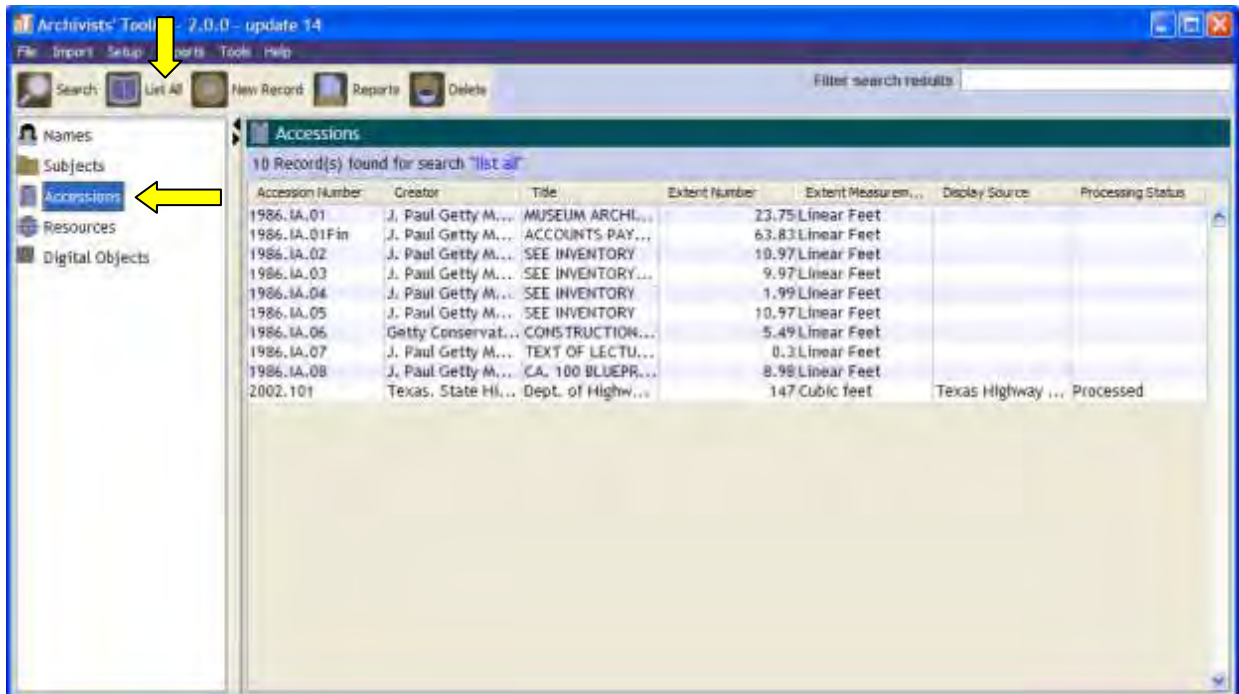 Archivists' Toolkit - 2.0.0 - update 14
File Import Setup Reports Tools Help
Search List All New Record Reports Delete Filter search results
Names
Subjects
Accessions
Resources
Digital Objects
Accessions
10 Record(s) found for search "list all"
Accession Number Creator Title Extent Number Extent Measurem... Display Source Processing Status
1986.IA.01 J. Paul Getty M... MUSEUM ARCHI... 23.75 Linear Feet
1986.IA.01Fin J. Paul Getty M... ACCOUNTS PAY... 63.83 Linear Feet
1986.IA.02 J. Paul Getty M... SEE INVENTORY 10.97 Linear Feet
1986.IA.03 J. Paul Getty M... SEE INVENTORY... 9.97 Linear Feet
1986.IA.04 J. Paul Getty M... SEE INVENTORY 1.99 Linear Feet
1986.IA.05 J. Paul Getty M... SEE INVENTORY 10.97 Linear Feet
1986.IA.06 Getty Conservat... CONSTRUCTION... 5.49 Linear Feet
1986.IA.07 J. Paul Getty M... TEXT OF LECTU... 0.3 Linear Feet
1986.IA.08 J. Paul Getty M... CA. 100 BLUEPR... 8.98 Linear Feet
2002.101 Texas. State Hi... Dept. of Highw... 147 Cubic feet Texas Highway ... Processed